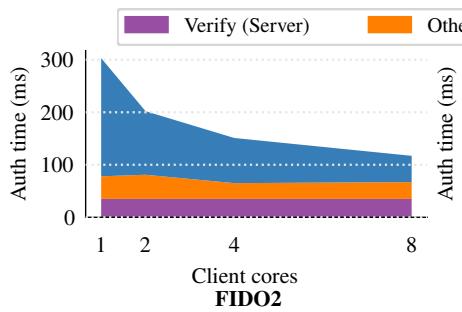 Verify (Server) Othe
Auth time (ms)
300
200
100
0
1 2 4 8
Client cores
FIDO2
Auth time (ms)